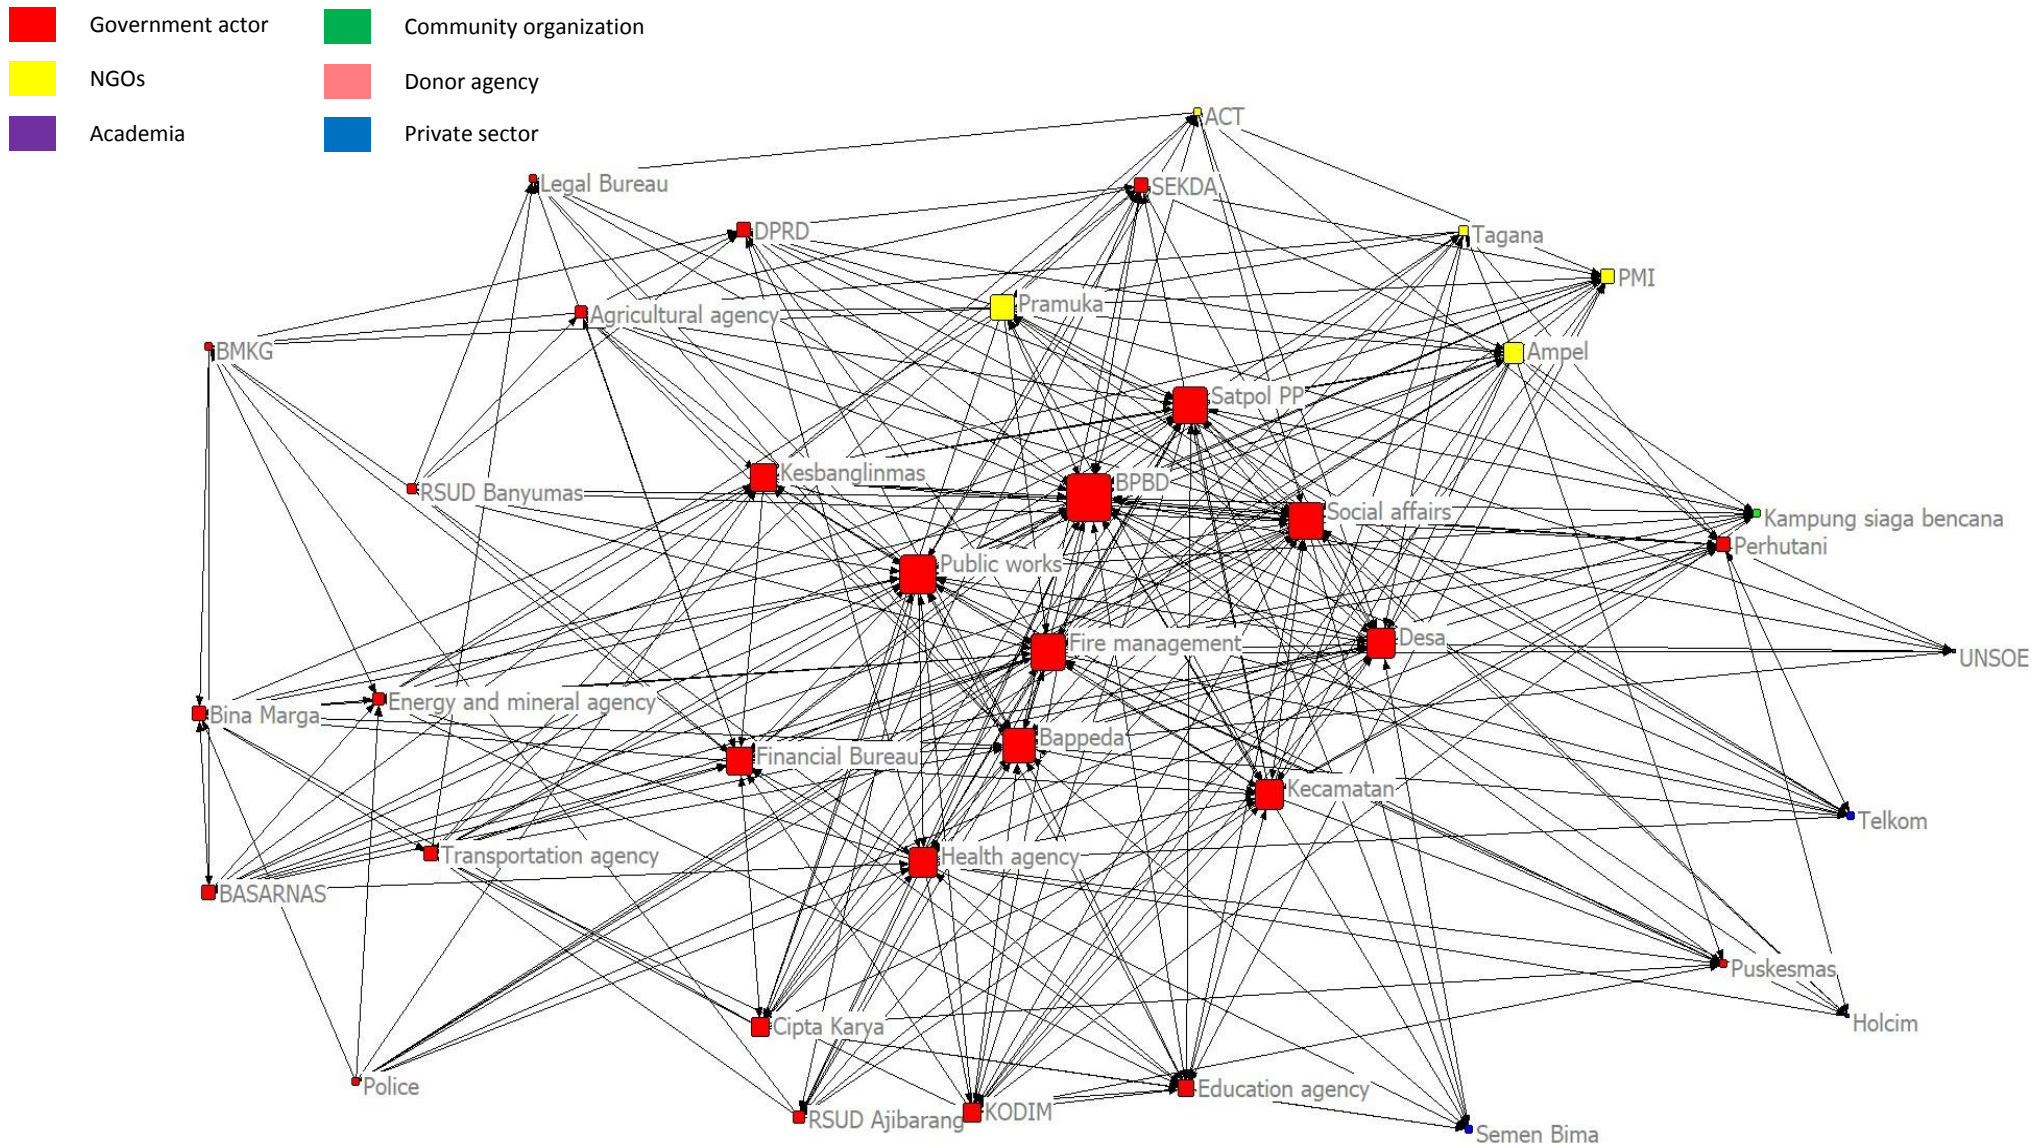 Government actor
Community organization
NGOs
Donor agency
Academia
Private sector
ACT
Legal Bureau
SEKDA
DPRD
Tagana
PMI
Pramuka
Agricultural agency
BMKG
Ampel
Satpol PP
Kesbanglinmas
BPBD
RSUD Banyumas
Social affairs
Kampung siaga bencana
Perhutani
Public works
Fire management
Desa
UNSOE
Energy and mineral agency
Bina Marga
Bappeda
Financial Bureau
Kecamatan
Telkom
Transportation agency
Health agency
BASARNAS
Puskesmas
Holcim
Cipta Karya
Police
Education agency
RSUD Ajibarang
KODIM
Semen Bima